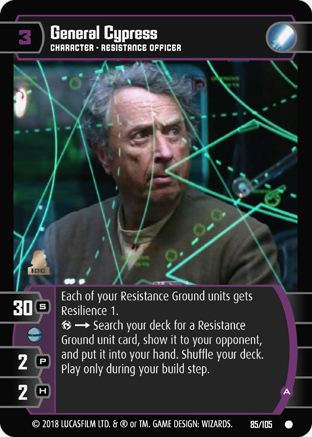 3
General Cypress
CHARACTER - RESISTANCE OFFICER
IDC
Each of your Resistance Ground units gets
30 S
Resilience 1.
→ Search your deck for a Resistance
Ground unit card, show it to your opponent,
2 P
and put it into your hand. Shuffle your deck.
Play only during your build step.
2 H
A
© 2018 LUCASFILM LTD. & ® or TM. GAME DESIGN: WIZARDS. 85/105